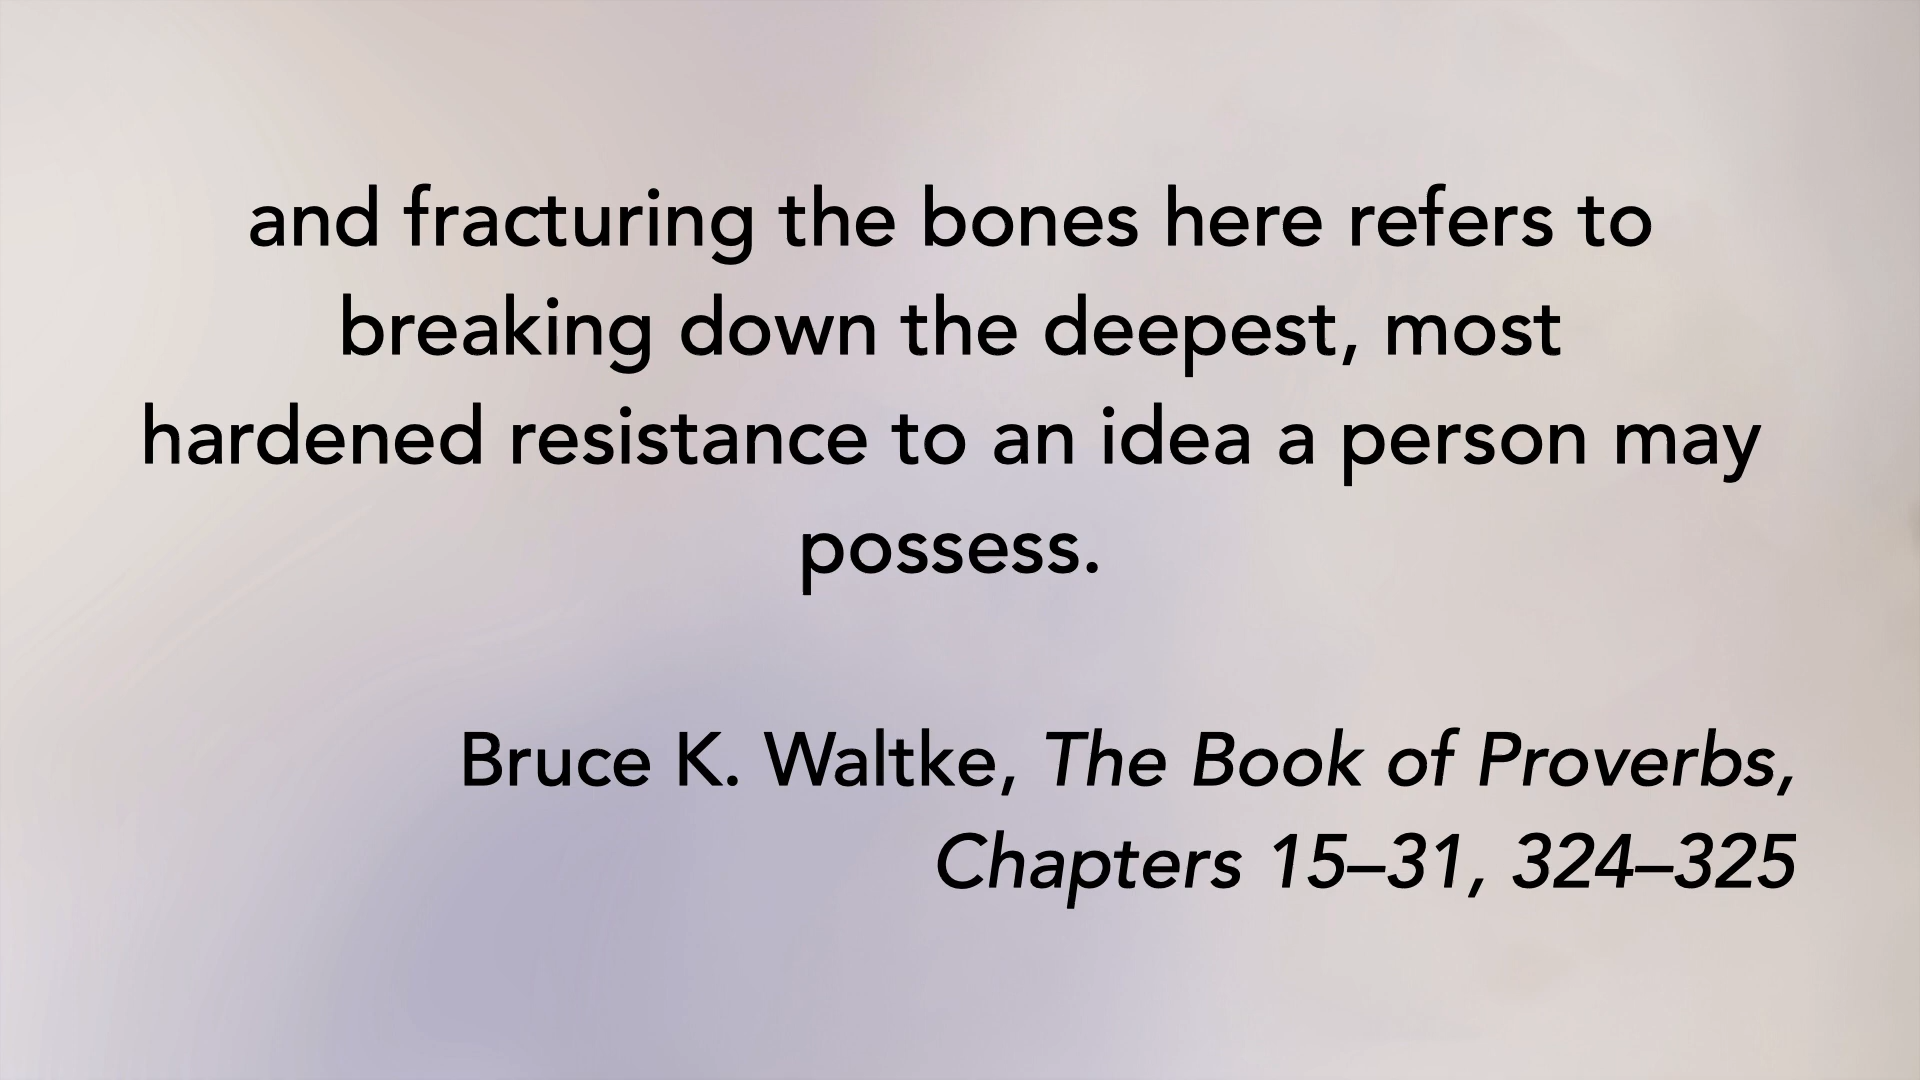 and fracturing the bones here refers to
breaking down the deepest, most
hardened resistance to an idea a person may
possess.
Bruce K. Waltke, The Book of Proverbs,
Chapters 15–31, 324–325